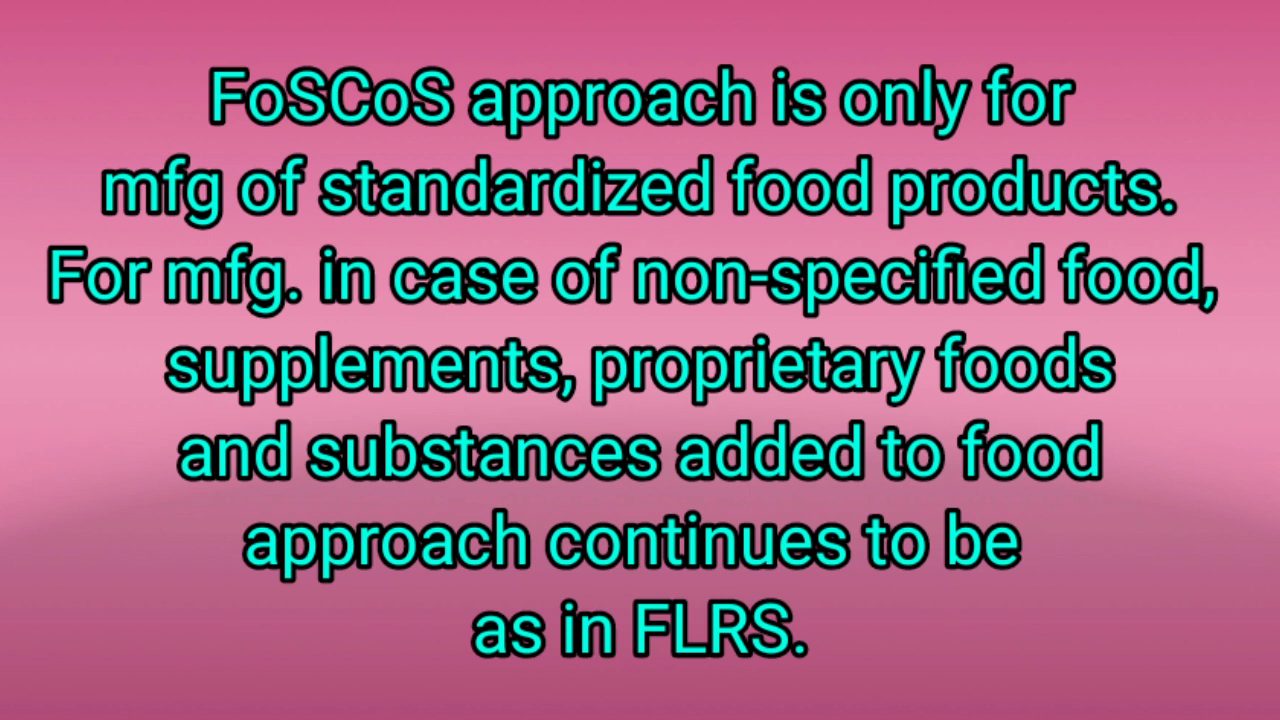 FoSCoS approach is only for
mfg of standardized food products.
For mfg. in case of non-specified food,
supplements, proprietary foods
and substances added to food
approach continues to be
as in FLRS.